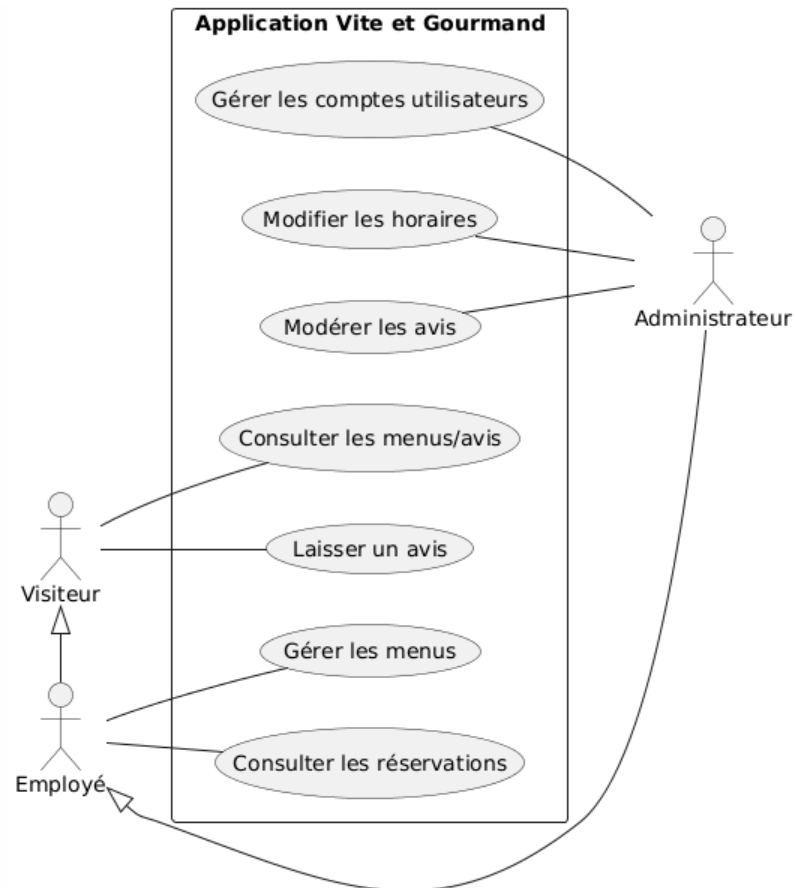 Application Vite et Gourmand
Gérer les comptes utilisateurs
Modifier les horaires
Administrateur
Modérer les avis
Consulter les menus/avis
Laisser un avis
Visiteur
Gérer les menus
Consulter les réservations
Employé